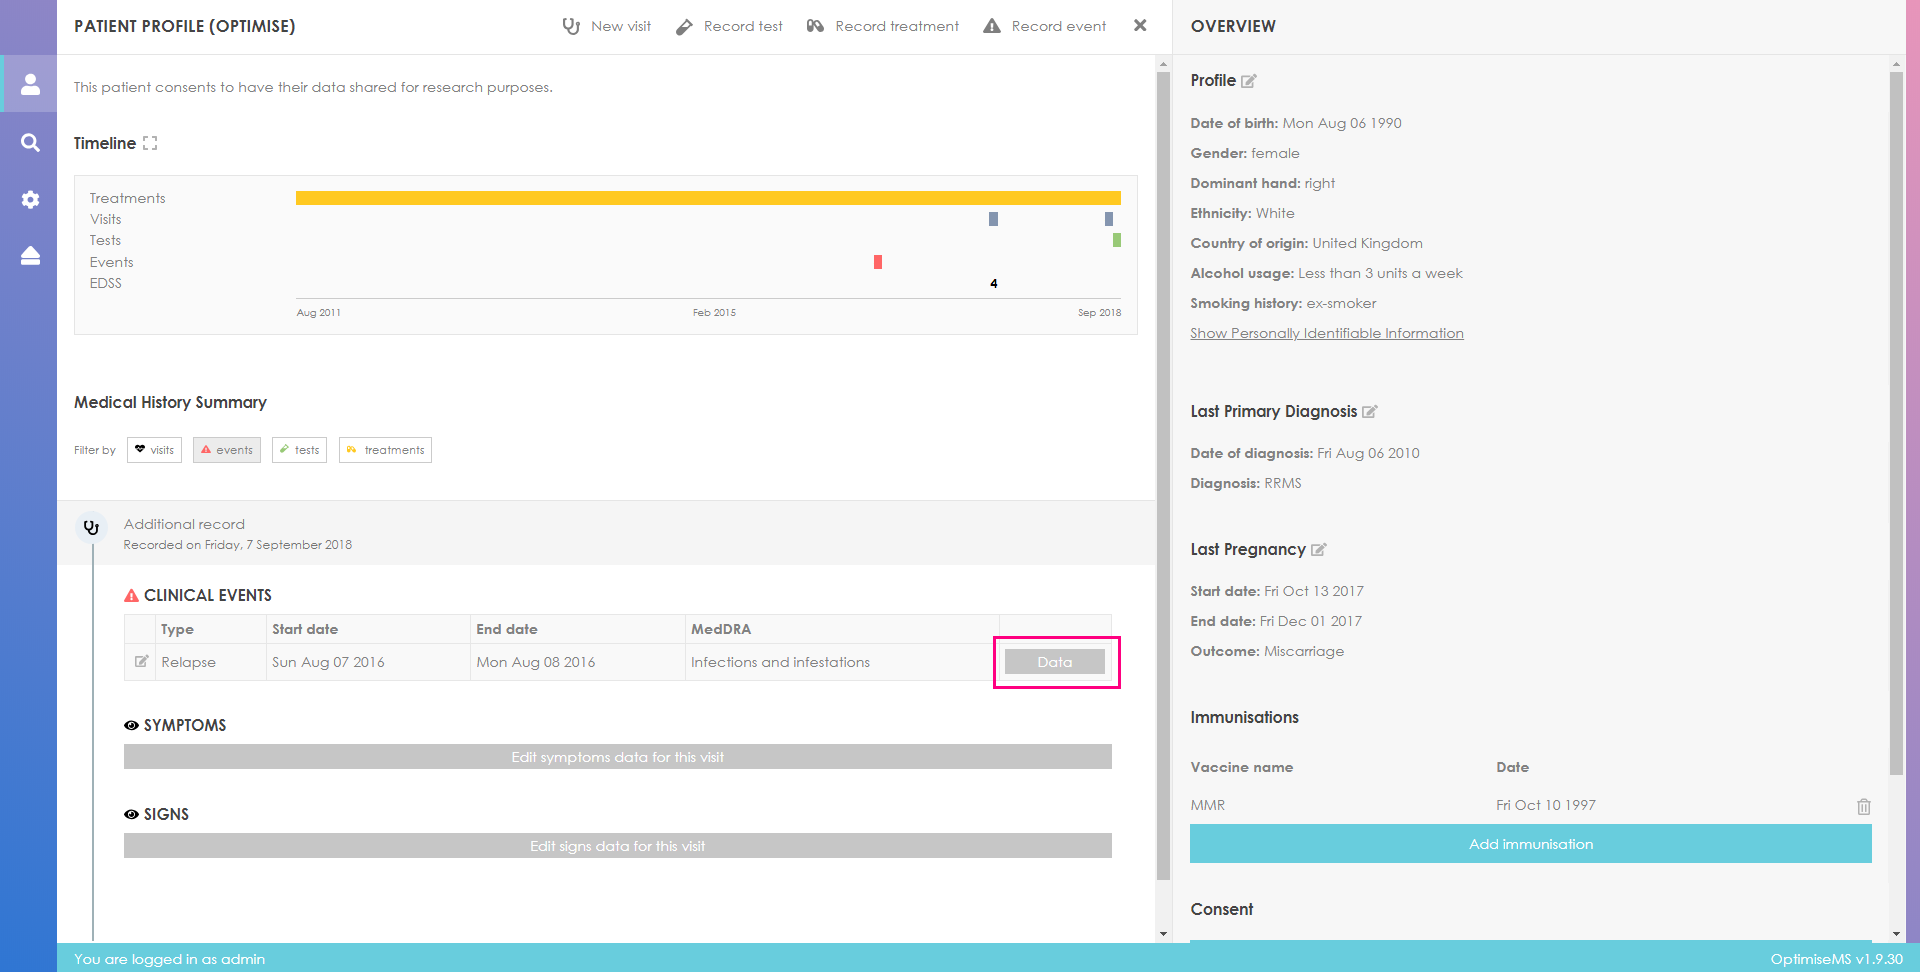 PATIENT PROFILE (OPTIMISE)
New visit
Record test
Record treatment
Record event
This patient consents to have their data shared for research purposes.
Timeline
Treatments
Visits
Tests
Events
EDSS
4
Aug 2011
Feb 2015
Sep 2018
Medical History Summary
Filter by
visits
events
tests
treatments
Additional record
Recorded on Friday, 7 September 2018
CLINICAL EVENTS
Type Start date End date MedDRA
Relapse Sun Aug 07 2016 Mon Aug 08 2016 Infections and infestations Data
SYMPTOMS
Edit symptoms data for this visit
SIGNS
Edit signs data for this visit
OVERVIEW
Profile
Date of birth: Mon Aug 06 1990
Gender: female
Dominant hand: right
Ethnicity: White
Country of origin: United Kingdom
Alcohol usage: Less than 3 units a week
Smoking history: ex-smoker
Show Personally Identifiable Information
Last Primary Diagnosis
Date of diagnosis: Fri Aug 06 2010
Diagnosis: RRMS
Last Pregnancy
Start date: Fri Oct 13 2017
End date: Fri Dec 01 2017
Outcome: Miscarriage
Immunisations
Vaccine name Date
MMR Fri Oct 10 1997
Add immunisation
Consent
You are logged in as admin
OptimiseMS v1.9.30